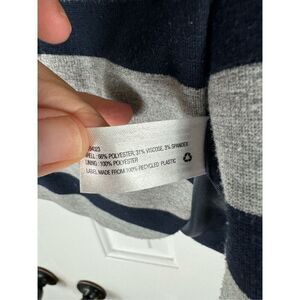 SHELL: 66% POLYESTER, 31% VISCOSE, 3% SPANDEX
LINING: 100% POLYESTER
LABEL MADE FROM 100% RECYCLED PLASTIC